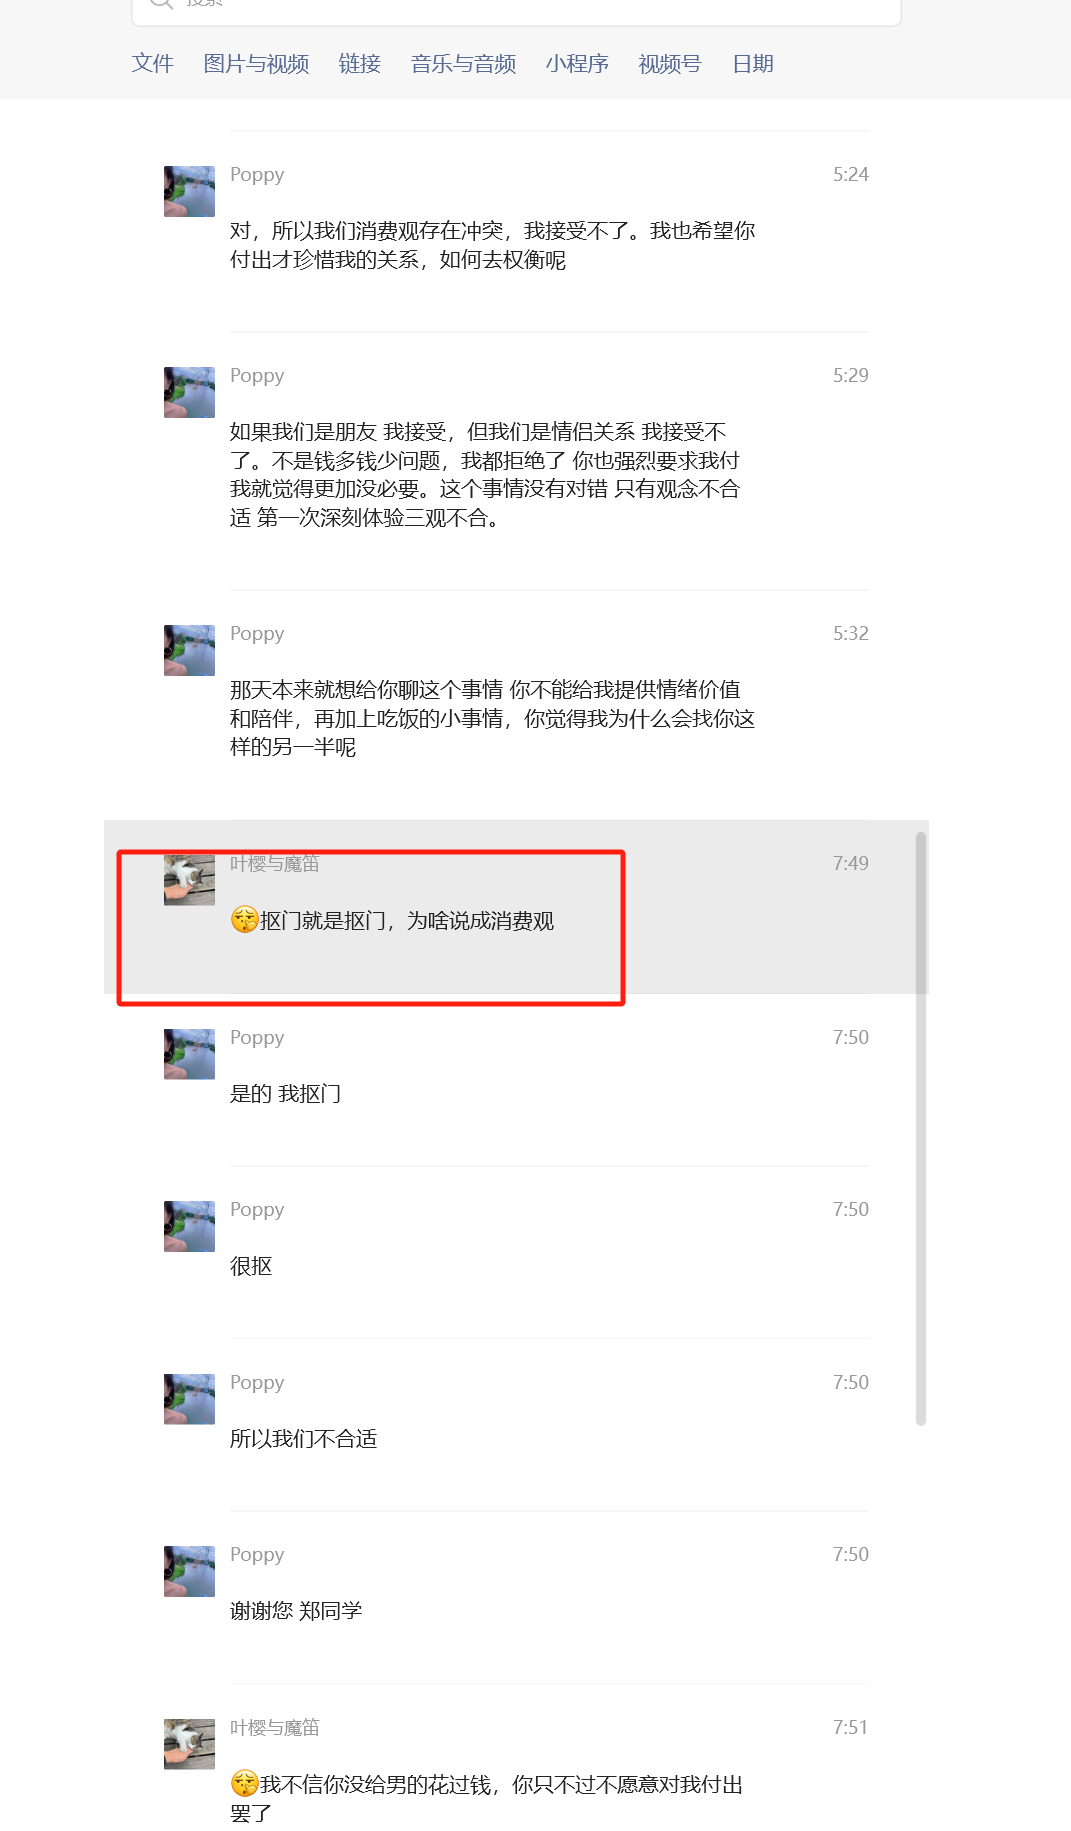 搜索
文件 图片与视频 链接 音乐与音频 小程序 视频号 日期
Poppy 5:24
对，所以我们消费观存在冲突，我接受不了。我也希望你
付出才珍惜我的关系，如何去权衡呢
Poppy 5:29
如果我们是朋友 我接受，但我们是情侣关系 我接受不
了。不是钱多钱少问题，我都拒绝了 你也强烈要求我付
我就觉得更加没必要。这个事情没有对错 只有观念不合
适 第一次深刻体验三观不合。
Poppy 5:32
那天本来就想给你聊这个事情 你不能给我提供情绪价值
和陪伴，再加上吃饭的小事情，你觉得我为什么会找你这
样的另一半呢
叶樱与魔笛 7:49
抠门就是抠门，为啥说成消费观
Poppy 7:50
是的 我抠门
Poppy 7:50
很抠
Poppy 7:50
所以我们不合适
Poppy 7:50
谢谢您 郑同学
叶樱与魔笛 7:51
我不信你没给男的花过钱，你只不过不愿意对我付出
罢了